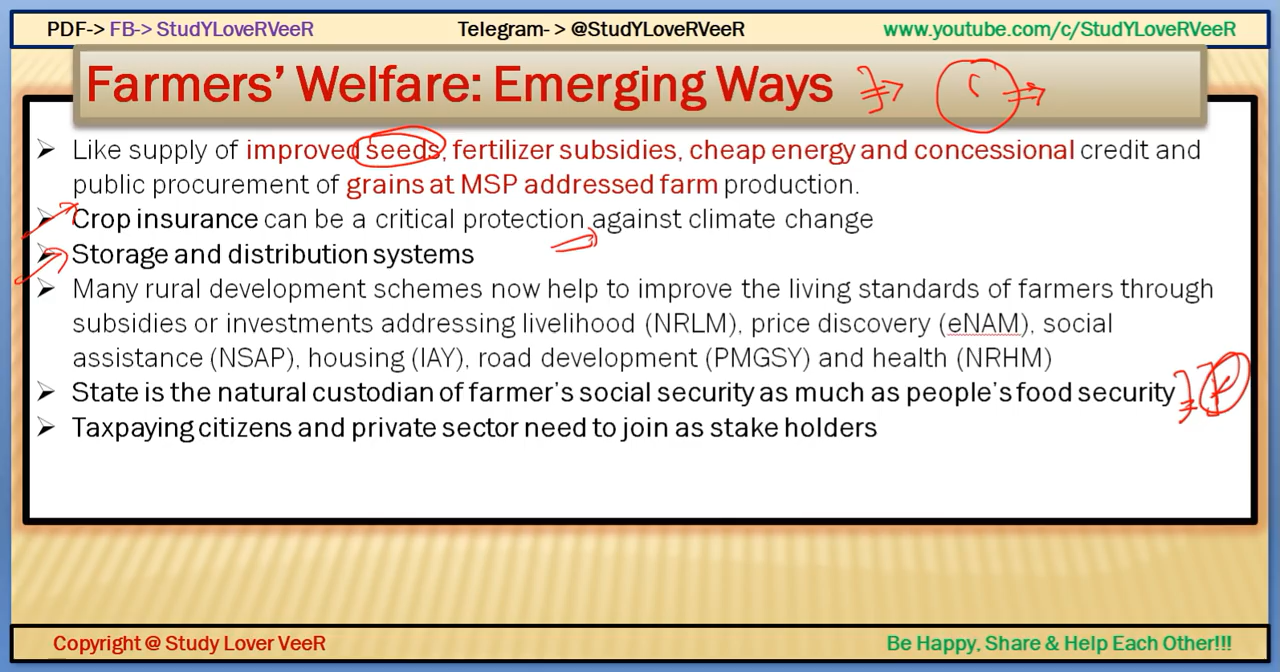 PDF-> FB-> StudYLoveRVeeR Telegram- > @StudYLoveRVeeR www.youtube.com/c/StudYLoverRVeeR
Farmers' Welfare: Emerging Ways
Like supply of improved seeds, fertilizer subsidies, cheap energy and concessional credit and
public procurement of grains at MSP addressed farm production.
Crop insurance can be a critical protection against climate change
Storage and distribution systems
Many rural development schemes now help to improve the living standards of farmers through
subsidies or investments addressing livelihood (NRLM), price discovery (eNAM), social
assistance (NSAP), housing (IAY), road development (PMGSY) and health (NRHM)
State is the natural custodian of farmer's social security as much as people's food security
Taxpaying citizens and private sector need to join as stake holders
Copyright @ Study Lover VeeR Be Happy, Share & Help Each Other!!!